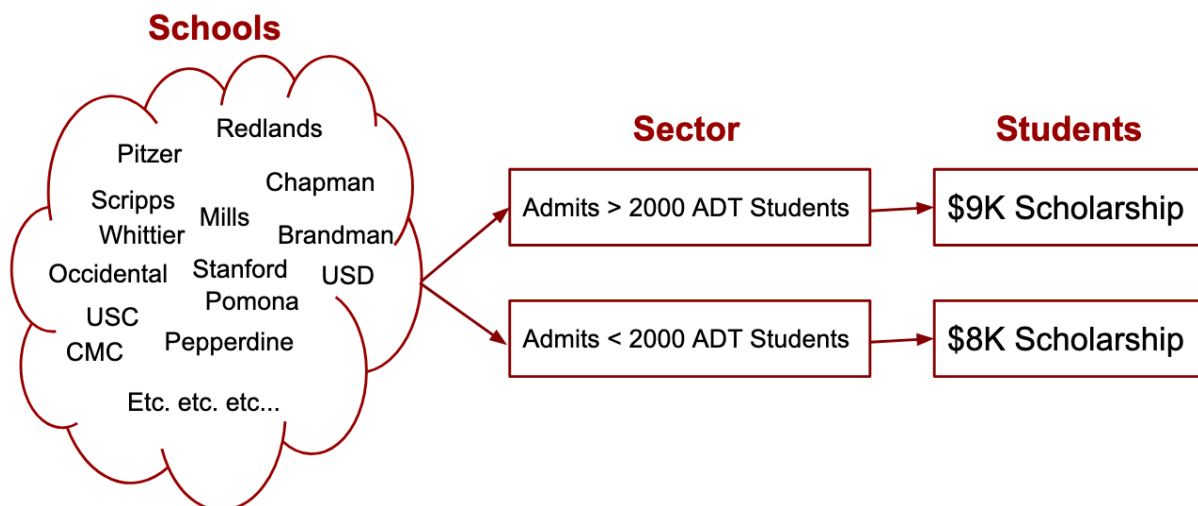 Schools
Redlands
Pitzer
Chapman
Scripps
Mills
Whittier
Brandman
Occidental
Stanford
USD
Pomona
USC
Pepperdine
CMC
Etc. etc. etc...
Sector
Admits > 2000 ADT Students
Admits < 2000 ADT Students
Students
$9K Scholarship
$8K Scholarship